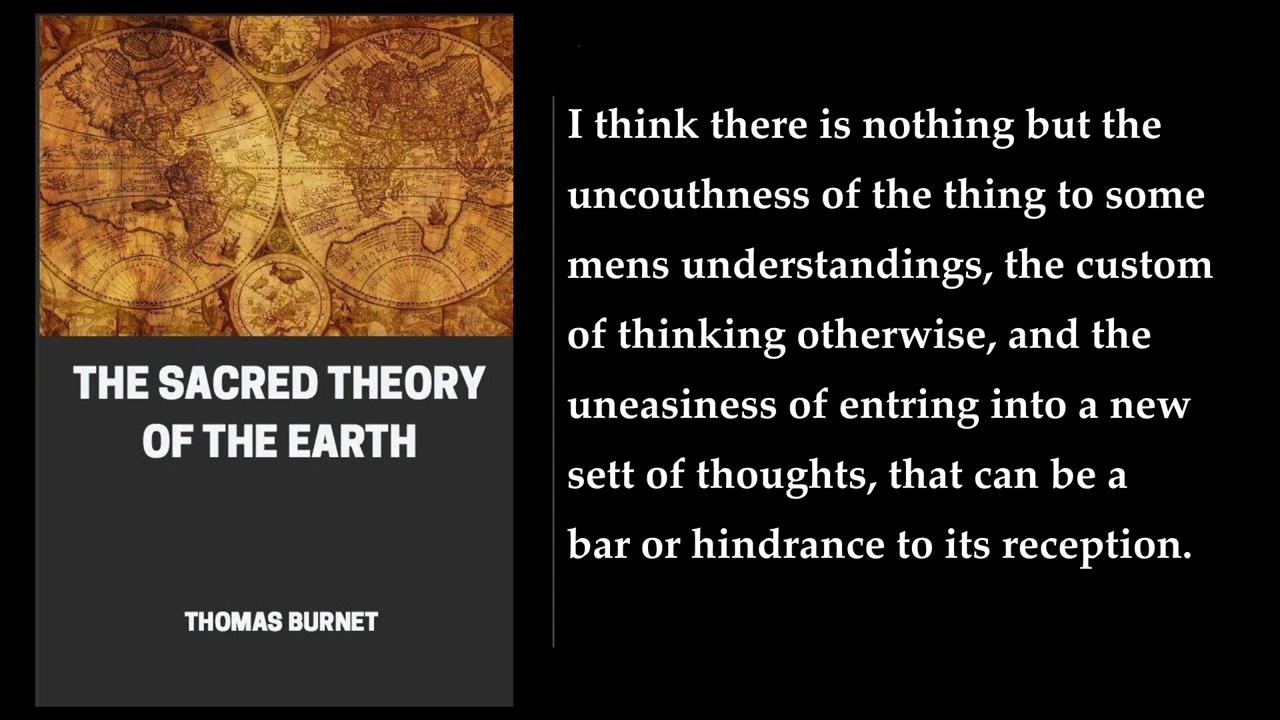 THE SACRED THEORY
OF THE EARTH
THOMAS BURNET
I think there is nothing but the
uncouthness of the thing to some
mens understandings, the custom
of thinking otherwise, and the
uneasiness of entring into a new
sett of thoughts, that can be a
bar or hindrance to its reception.